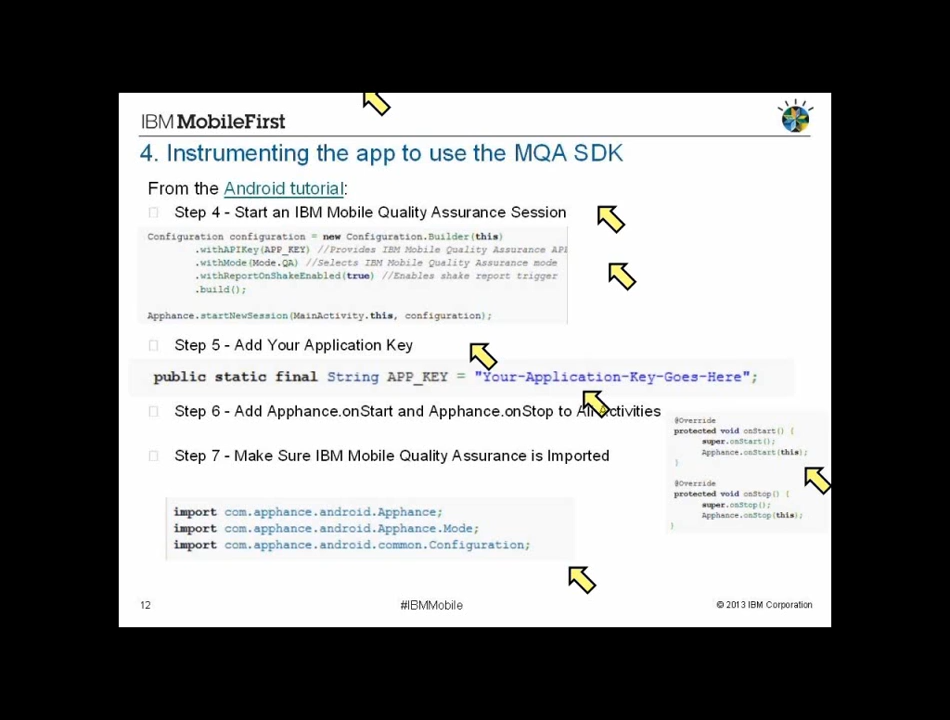 IBM MobileFirst
4. Instrumenting the app to use the MQA SDK
From the Android tutorial:
Step 4 - Start an IBM Mobile Quality Assurance Session
Configuration configuration = new Configuration.Builder(this)
.withAPIKey(APP_KEY) //Provides IBM Mobile Quality Assurance API
.withMode(Mode.QA) //Selects IBM Mobile Quality Assurance mode
.withReportOnShakeEnabled(true) //Enables shake report trigger
.build();
Apphance.startNewSession(MainActivity.this, configuration);
Step 5 - Add Your Application Key
public static final String APP_KEY = "Your-Application-Key-Goes-Here";
Step 6 - Add Apphance.onStart and Apphance.onStop to All Activities
@Override
protected void onStart() {
super.onStart();
Apphance.onStart(this);
}
@Override
protected void onStop() {
super.onStop();
Apphance.onStop(this);
}
Step 7 - Make Sure IBM Mobile Quality Assurance is Imported
import com.apphance.android.Apphance;
import com.apphance.android.Apphance.Mode;
import com.apphance.android.common.Configuration;
12
#IBMMobile
© 2013 IBM Corporation